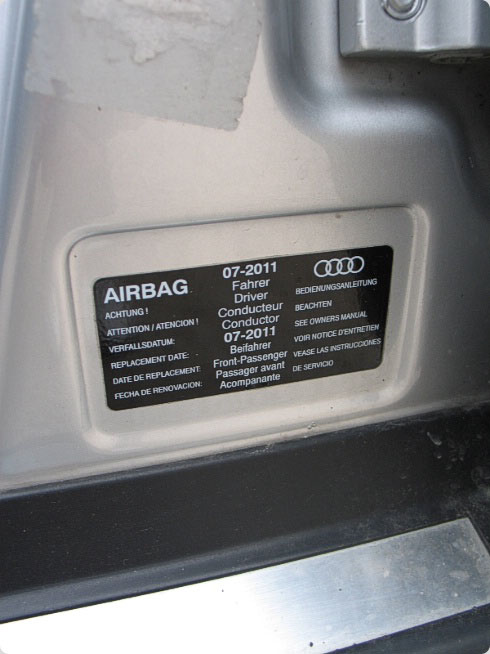 AIRBAG
ACHTUNG !
ATTENTION / ATENCION !
VERFALLSDATUM:
REPLACEMENT DATE:
DATE DE REPLACEMENT:
FECHA DE RENOVACION:
07-2011
Fahrer
Driver
Conducteur
Conductor
07-2011
Beifahrer
Front-Passenger
Passager avant
Acompanante
BEDIENUNGSANLEITUNG
BEACHTEN
SEE OWNERS MANUAL
VOIR NOTICE D'ENTRETIEN
VEASE LAS INSTRUCCIONES
DE SERVICIO